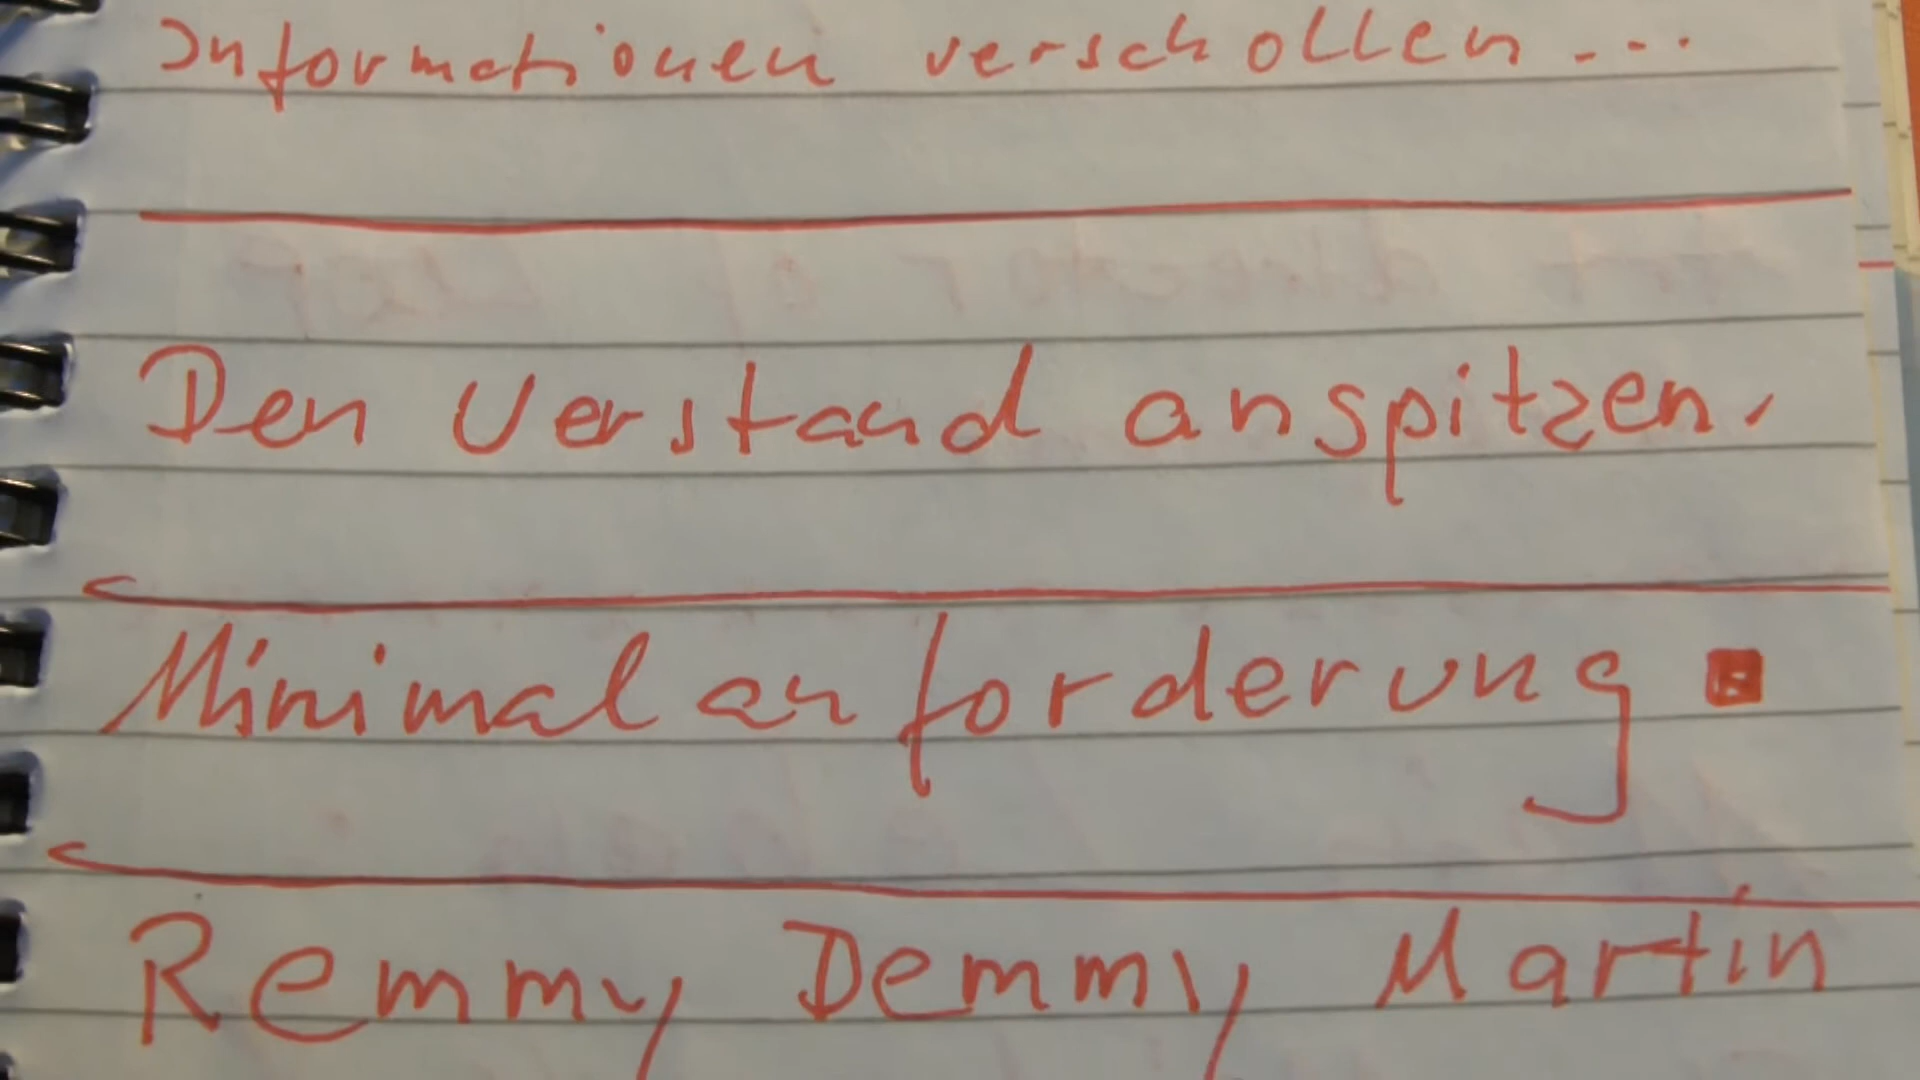 Informationen verschollen...
Den Verstand anspitzen.
Minimalanforderung
Remmy Demmy Martin